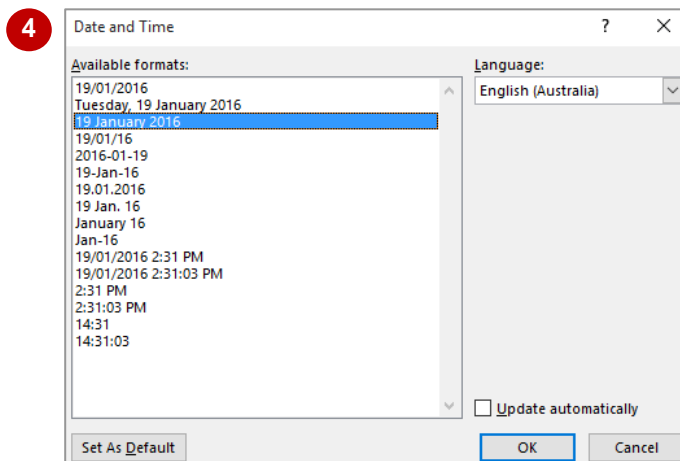 4
Date and Time ? X
Available formats:
Language:
19/01/2016
English (Australia)
Tuesday, 19 January 2016
19 January 2016
19/01/16
2016-01-19
19-Jan-16
19.01.2016
19 Jan. 16
January 16
Jan-16
19/01/2016 2:31 PM
19/01/2016 2:31:03 PM
2:31 PM
2:31:03 PM
14:31
14:31:03
Update automatically
Set As Default
OK
Cancel